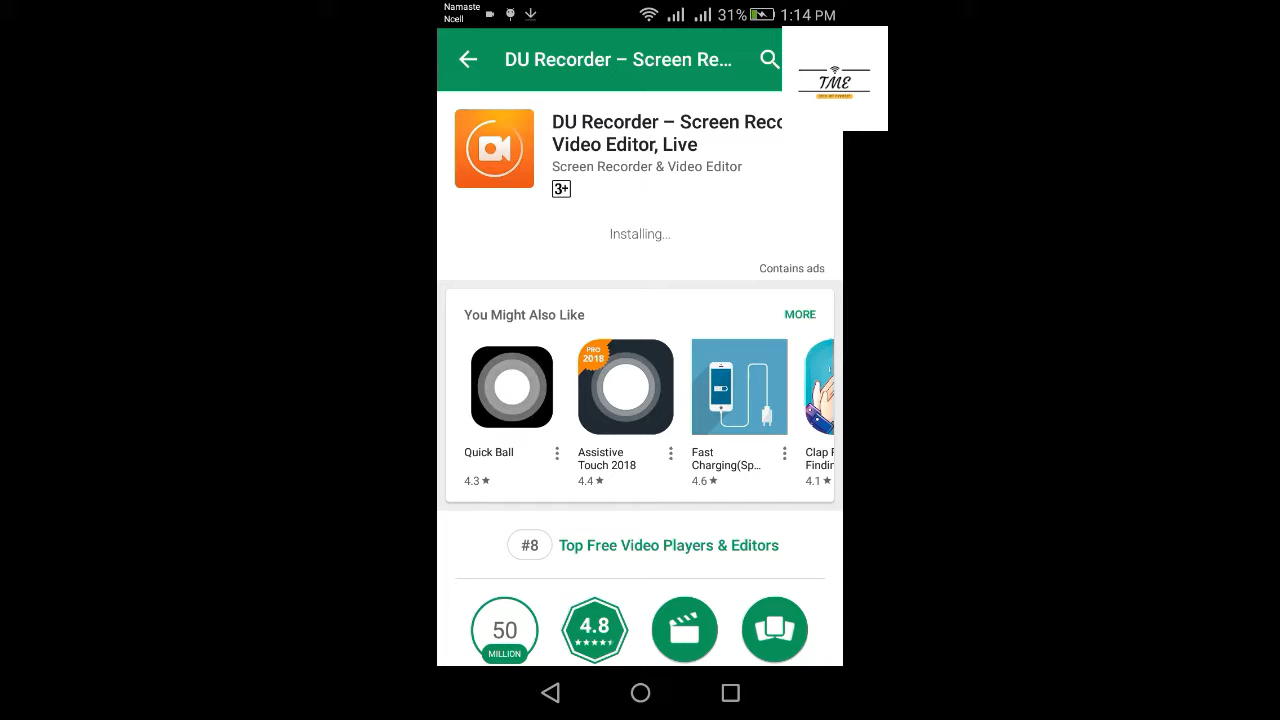 Namaste
Ncell
31%
1:14 PM
DU Recorder – Screen Re...
TME
DU Recorder – Screen Reco
Video Editor, Live
Screen Recorder & Video Editor
3+
Installing...
Contains ads
You Might Also Like
MORE
PRO
2018
Quick Ball
Assistive
Touch 2018
Fast
Charging(Sp...
Clap
Findin
4.3★
4.4★
4.6★
4.1★
#8
Top Free Video Players & Editors
50
MILLION
4.8